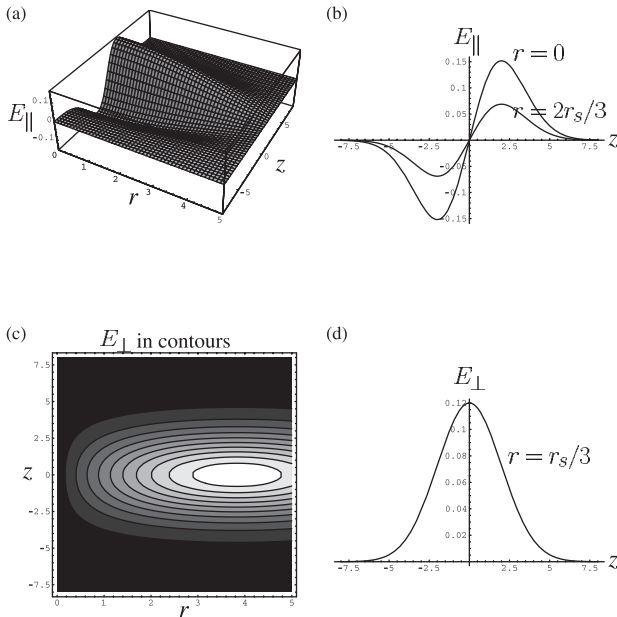 (a)
E∥
0.1
0
-0.1
0
1
2
3
4
5
r
-5
0
5
z
(b)
E∥
r = 0
r = 2r_s/3
0.15
0.1
0.05
-7.5 -5 -2.5 2.5 5 7.5 z
-0.05
-0.1
-0.15
(c)
E⊥ in contours
7.5
5
2.5
z 0
-2.5
-5
-7.5
0 1 2 3 4 5
r
(d)
E⊥
0.12
0.1
0.08
r = r_s/3
0.06
0.04
0.02
-7.5 -5 -2.5 2.5 5 7.5 z